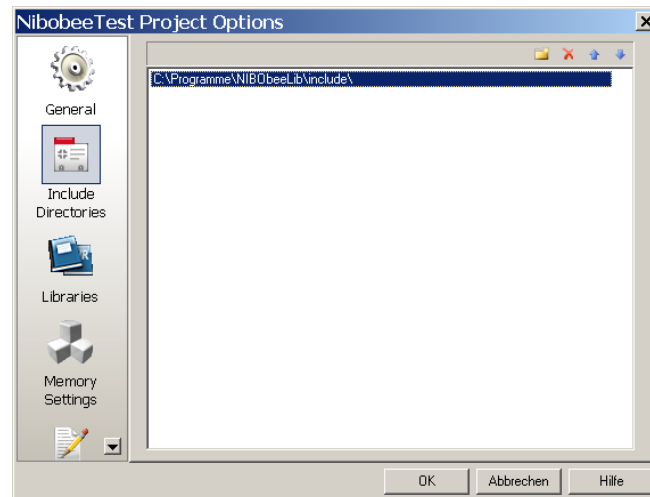 NibobeeTest Project Options
C:\Programme\NIBObeeLib\include\
General
Include
Directories
Libraries
Memory
Settings
OK
Abbrechen
Hilfe